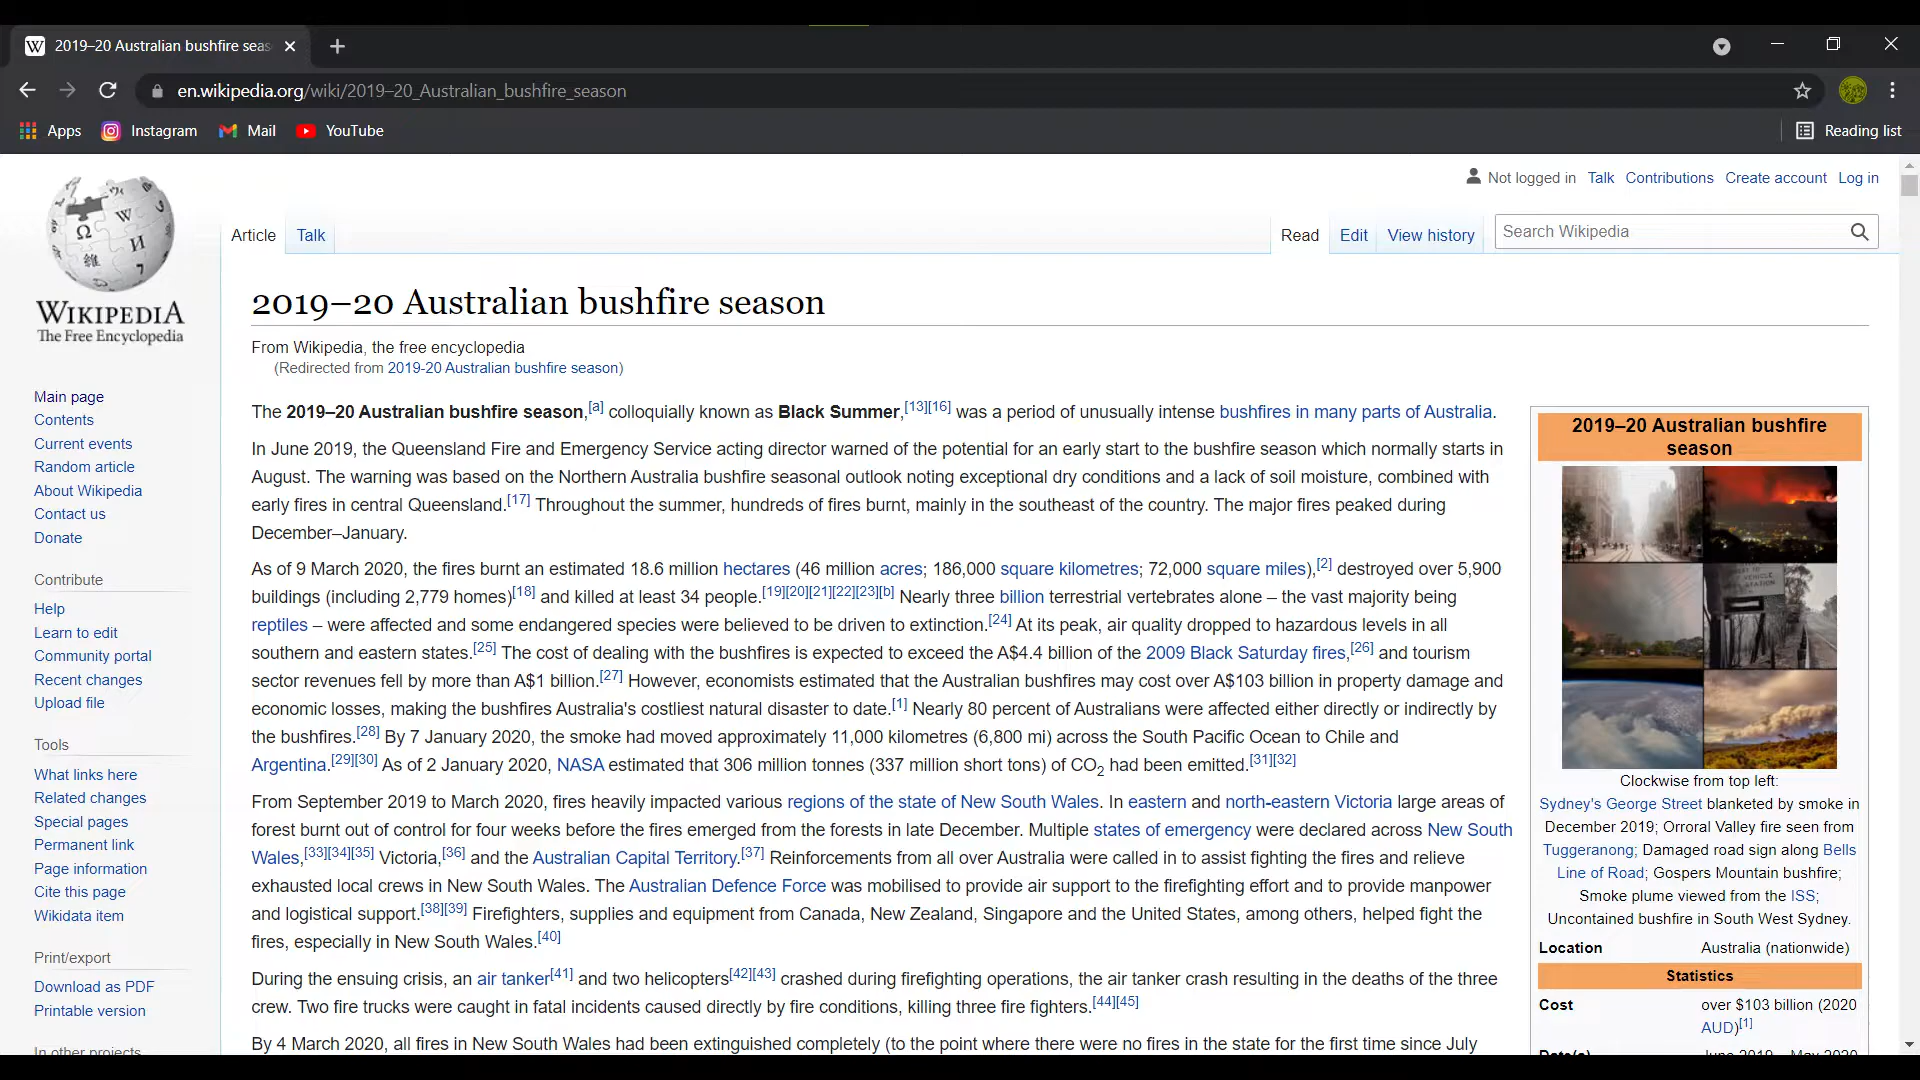 2019–20 Australian bushfire seas
en.wikipedia.org/wiki/2019–20_Australian_bushfire_season
Apps
Instagram
Mail
YouTube
Reading list
Not logged in
Talk
Contributions
Create account
Log in
WIKIPEDIA
The Free Encyclopedia
Article
Talk
Read
Edit
View history
Search Wikipedia
Main page
Contents
Current events
Random article
About Wikipedia
Contact us
Donate
Contribute
Help
Learn to edit
Community portal
Recent changes
Upload file
Tools
What links here
Related changes
Special pages
Permanent link
Page information
Cite this page
Wikidata item
Print/export
Download as PDF
Printable version
In other projects
2019–20 Australian bushfire season
From Wikipedia, the free encyclopedia
(Redirected from 2019-20 Australian bushfire season)
The 2019–20 Australian bushfire season,[a] colloquially known as Black Summer,[13][16] was a period of unusually intense bushfires in many parts of Australia.
In June 2019, the Queensland Fire and Emergency Service acting director warned of the potential for an early start to the bushfire season which normally starts in
August. The warning was based on the Northern Australia bushfire seasonal outlook noting exceptional dry conditions and a lack of soil moisture, combined with
early fires in central Queensland.[17] Throughout the summer, hundreds of fires burnt, mainly in the southeast of the country. The major fires peaked during
December–January.
As of 9 March 2020, the fires burnt an estimated 18.6 million hectares (46 million acres; 186,000 square kilometres; 72,000 square miles),[2] destroyed over 5,900
buildings (including 2,779 homes)[18] and killed at least 34 people.[19][20][21][22][23][b] Nearly three billion terrestrial vertebrates alone – the vast majority being
reptiles – were affected and some endangered species were believed to be driven to extinction.[24] At its peak, air quality dropped to hazardous levels in all
southern and eastern states.[25] The cost of dealing with the bushfires is expected to exceed the A$4.4 billion of the 2009 Black Saturday fires,[26] and tourism
sector revenues fell by more than A$1 billion.[27] However, economists estimated that the Australian bushfires may cost over A$103 billion in property damage and
economic losses, making the bushfires Australia's costliest natural disaster to date.[1] Nearly 80 percent of Australians were affected either directly or indirectly by
the bushfires.[28] By 7 January 2020, the smoke had moved approximately 11,000 kilometres (6,800 mi) across the South Pacific Ocean to Chile and
Argentina.[29][30] As of 2 January 2020, NASA estimated that 306 million tonnes (337 million short tons) of CO2 had been emitted.[31][32]
From September 2019 to March 2020, fires heavily impacted various regions of the state of New South Wales. In eastern and north-eastern Victoria large areas of
forest burnt out of control for four weeks before the fires emerged from the forests in late December. Multiple states of emergency were declared across New South
Wales,[33][34][35] Victoria,[36] and the Australian Capital Territory.[37] Reinforcements from all over Australia were called in to assist fighting the fires and relieve
exhausted local crews in New South Wales. The Australian Defence Force was mobilised to provide air support to the firefighting effort and to provide manpower
and logistical support.[38][39] Firefighters, supplies and equipment from Canada, New Zealand, Singapore and the United States, among others, helped fight the
fires, especially in New South Wales.[40]
During the ensuing crisis, an air tanker[41] and two helicopters[42][43] crashed during firefighting operations, the air tanker crash resulting in the deaths of the three
crew. Two fire trucks were caught in fatal incidents caused directly by fire conditions, killing three fire fighters.[44][45]
By 4 March 2020, all fires in New South Wales had been extinguished completely (to the point where there were no fires in the state for the first time since July
2019–20 Australian bushfire
season
Clockwise from top left:
Sydney's George Street blanketed by smoke in
December 2019; Orroral Valley fire seen from
Tuggeranong; Damaged road sign along Bells
Line of Road; Gospers Mountain bushfire;
Smoke plume viewed from the ISS;
Uncontained bushfire in South West Sydney.
Location Australia (nationwide)
Statistics
Cost over $103 billion (2020
AUD)[1]
Date(s) June 2019 – May 2020